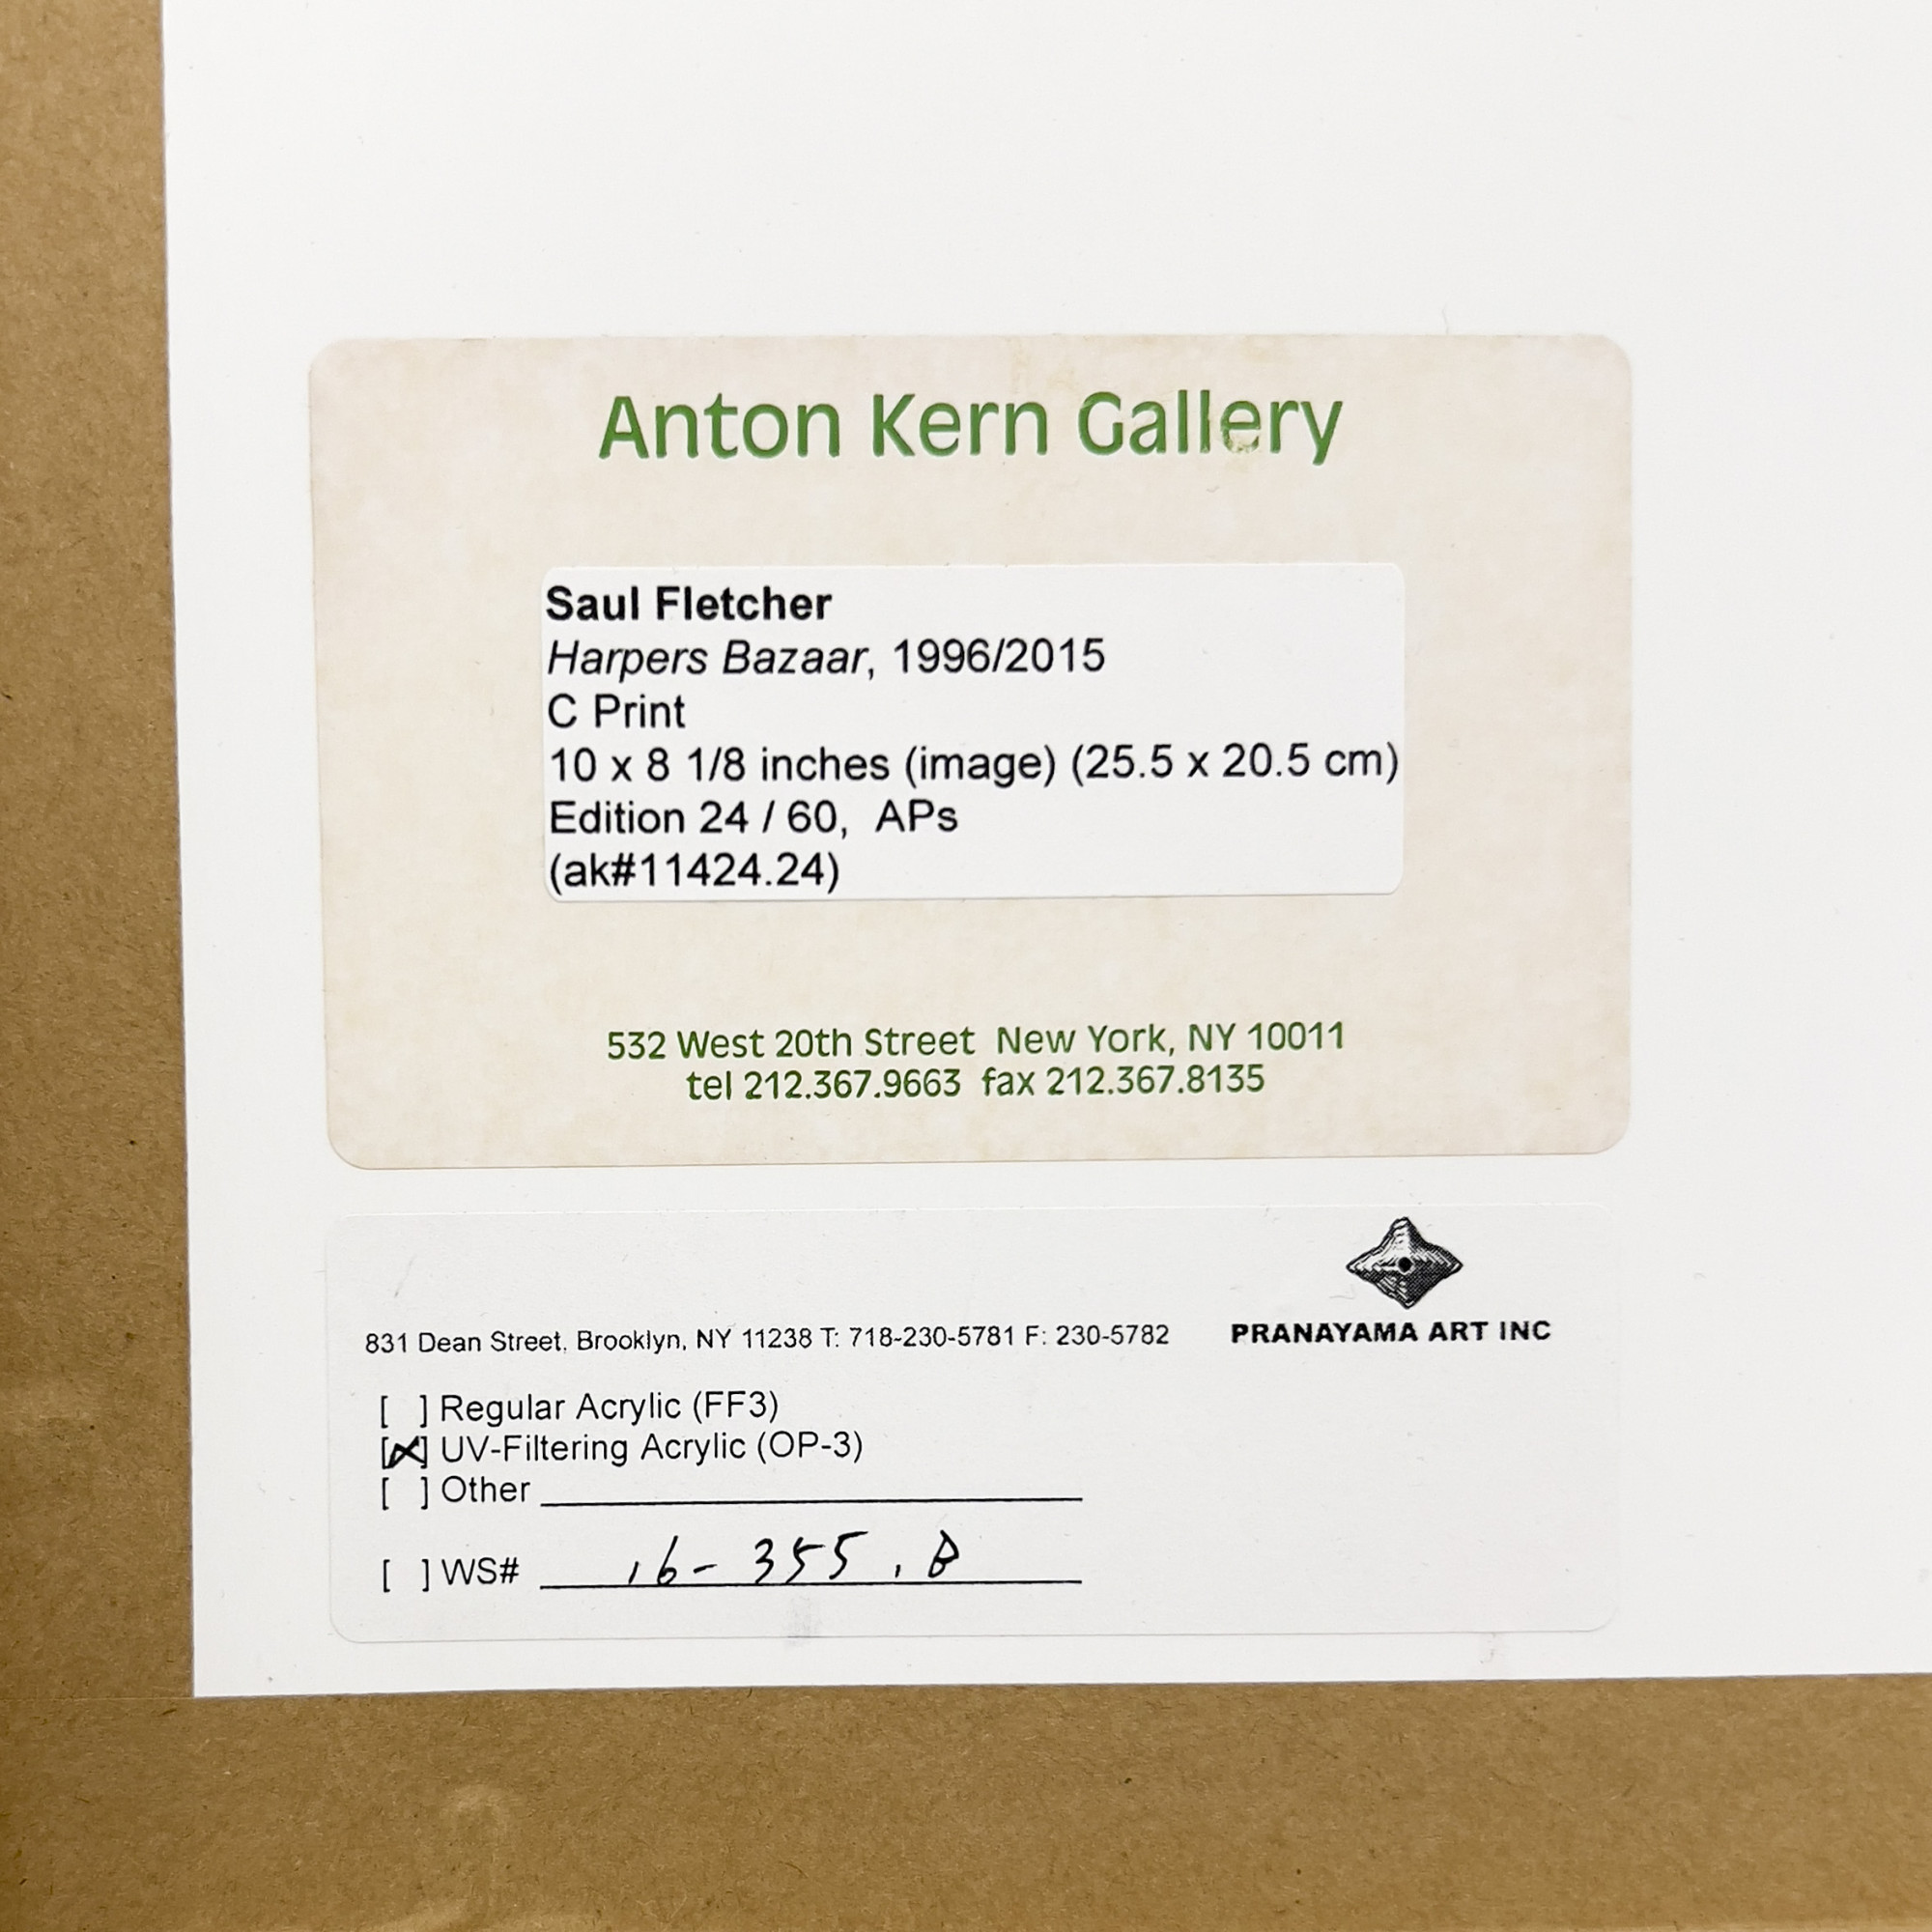 Anton Kern Gallery
Saul Fletcher
Harpers Bazaar, 1996/2015
C Print
10 x 8 1/8 inches (image) (25.5 x 20.5 cm)
Edition 24 / 60,  APs
(ak#11424.24)
532 West 20th Street  New York, NY 10011
tel 212.367.9663  fax 212.367.8135
831 Dean Street, Brooklyn, NY 11238 T: 718-230-5781 F: 230-5782
PRANAYAMA ART INC
[ ] Regular Acrylic (FF3)
[X] UV-Filtering Acrylic (OP-3)
[ ] Other
[ ] WS# 16-355.B